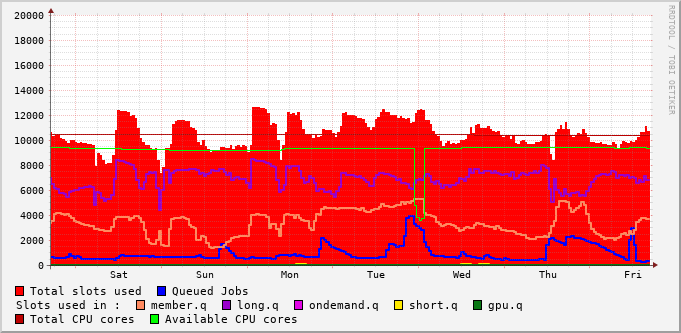 RRDTOOL / TOBI OETIKER
20000
18000
16000
14000
12000
10000
8000
6000
4000
2000
0
Sat Sun Mon Tue Wed Thu Fri
Total slots used Queued Jobs
Slots used in : member.q long.q ondemand.q short.q gpu.q
Total CPU cores Available CPU cores